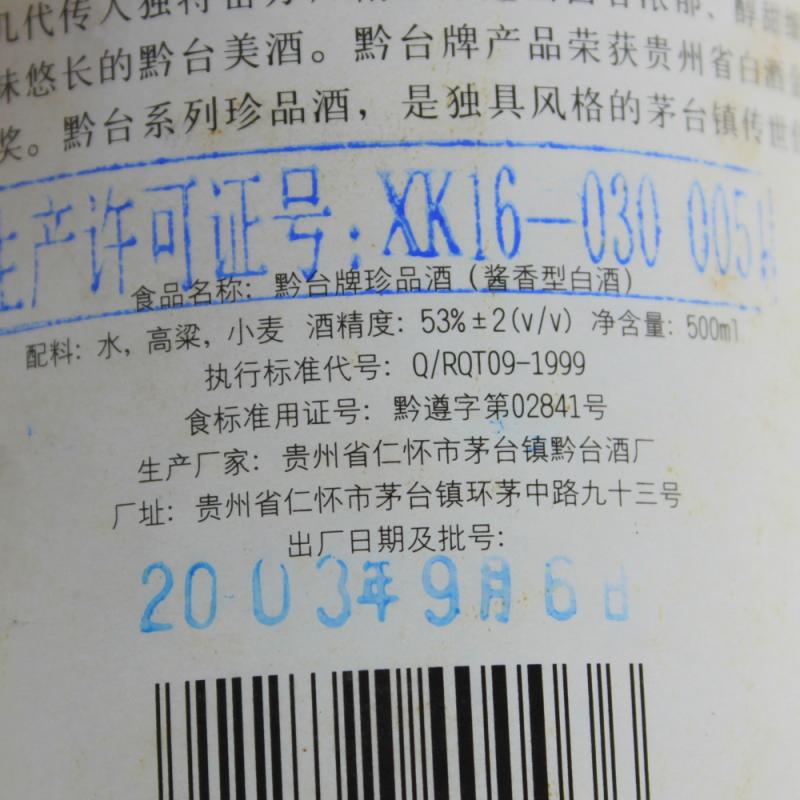 几代传人独特
浓郁、醇甜
味悠长的黔台美酒。黔台牌产品荣获贵州省白酒金
奖。黔台系列珍品酒，是独具风格的茅台镇传世
生产许可证号：XK16-030 0051
食品名称：黔台牌珍品酒（酱香型白酒）
配料：水，高粱，小麦 酒精度：53%±2(v/v) 净含量：500ml
执行标准代号：Q/RQT09-1999
食标准用证号：黔遵字第02841号
生产厂家：贵州省仁怀市茅台镇黔台酒厂
厂址：贵州省仁怀市茅台镇环茅中路九十三号
出厂日期及批号：
2003年9月6日